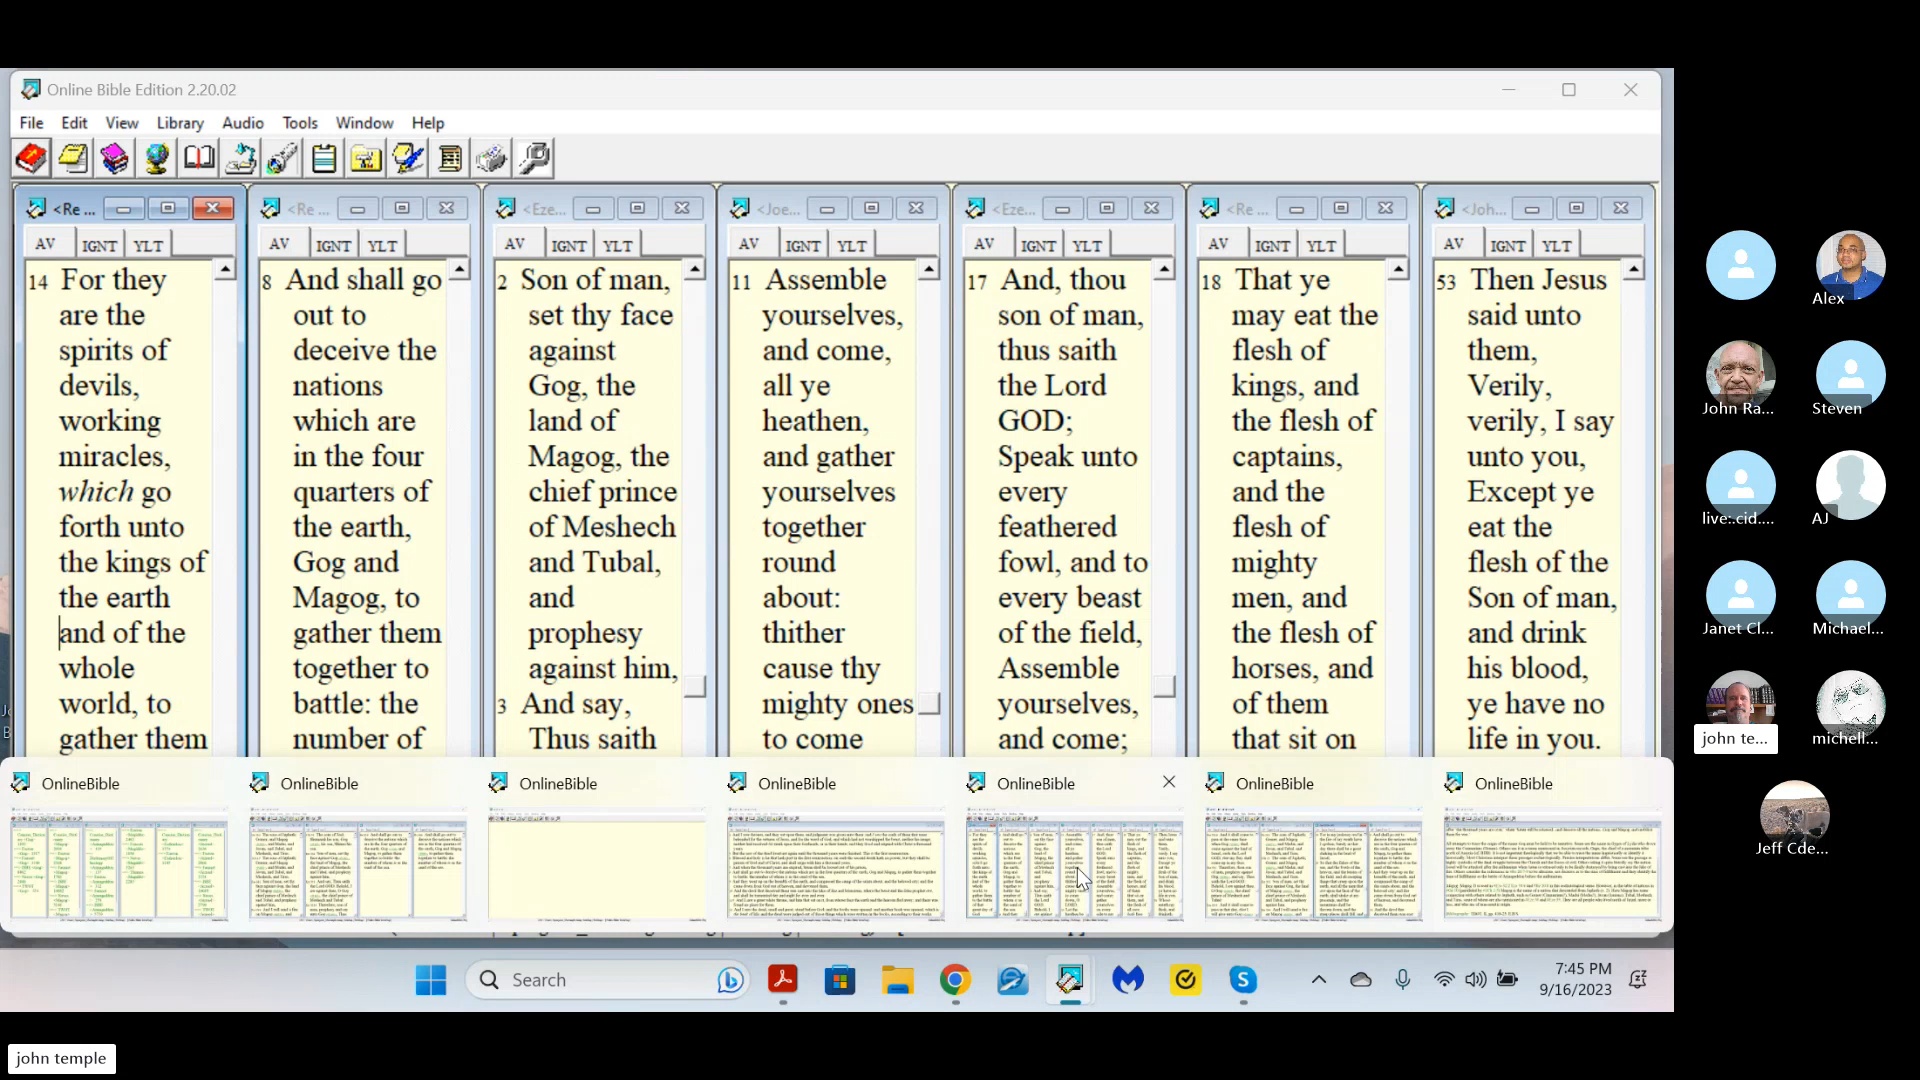 Online Bible Edition 2.20.02
File Edit View Library Audio Tools Window Help
<Re ...
AV IGNT YLT
14 For they
are the
spirits of
devils,
working
miracles,
which go
forth unto
the kings of
the earth
and of the
whole
world, to
gather them
<Re ...
AV IGNT YLT
8 And shall go
out to
deceive the
nations
which are
in the four
quarters of
the earth,
Gog and
Magog, to
gather them
together to
battle: the
number of
<Eze...
AV IGNT YLT
2 Son of man,
set thy face
against
Gog, the
land of
Magog, the
chief prince
of Meshech
and Tubal,
and
prophesy
against him,
3 And say,
Thus saith
<Joe...
AV IGNT YLT
11 Assemble
yourselves,
and come,
all ye
heathen,
and gather
yourselves
together
round
about:
thither
cause thy
mighty ones
to come
<Eze...
AV IGNT YLT
17 And, thou
son of man,
thus saith
the Lord
GOD;
Speak unto
every
feathered
fowl, and to
every beast
of the field,
Assemble
yourselves,
and come;
<Re ...
AV IGNT YLT
18 That ye
may eat the
flesh of
kings, and
the flesh of
captains,
and the
flesh of
mighty
men, and
the flesh of
horses, and
of them
that sit on
<Joh...
AV IGNT YLT
53 Then Jesus
said unto
them,
Verily,
verily, I say
unto you,
Except ye
eat the
flesh of the
Son of man,
and drink
his blood,
ye have no
life in you.
OnlineBible OnlineBible OnlineBible OnlineBible OnlineBible OnlineBible OnlineBible
Search
7:45 PM
9/16/2023
Alex
John Ra...
Steven
live:.cid....
AJ
Janet Cl...
Michael...
john te...
michell...
Jeff Cde...
john temple